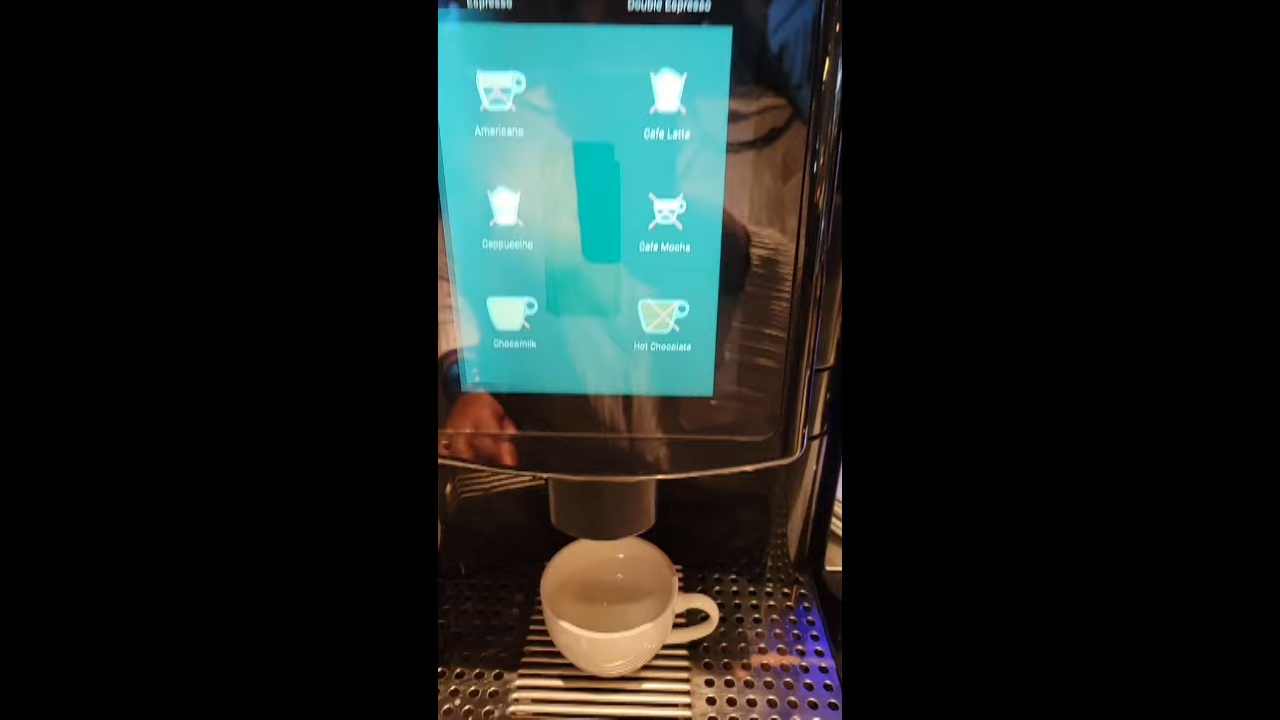 Espresso Double Espresso
Americano Cafe Latte
Cappuccino Cafe Mocha
Chocomilk Hot Chocolate